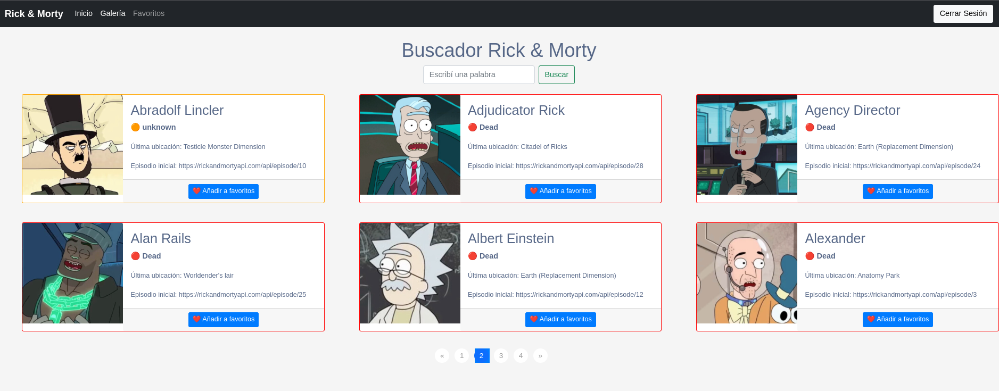 Rick & Morty Inicio Galería Favoritos Cerrar Sesión
Buscador Rick & Morty
Escribí una palabra Buscar
Abradolf Lincler
unknown
Última ubicación: Testicle Monster Dimension
Episodio inicial: https://rickandmortyapi.com/api/episode/10
Añadir a favoritos
Adjudicator Rick
Dead
Última ubicación: Citadel of Ricks
Episodio inicial: https://rickandmortyapi.com/api/episode/28
Añadir a favoritos
Agency Director
Dead
Última ubicación: Earth (Replacement Dimension)
Episodio inicial: https://rickandmortyapi.com/api/episode/24
Añadir a favoritos
Alan Rails
Dead
Última ubicación: Worldender's lair
Episodio inicial: https://rickandmortyapi.com/api/episode/25
Añadir a favoritos
Albert Einstein
Dead
Última ubicación: Earth (Replacement Dimension)
Episodio inicial: https://rickandmortyapi.com/api/episode/12
Añadir a favoritos
Alexander
Dead
Última ubicación: Anatomy Park
Episodio inicial: https://rickandmortyapi.com/api/episode/3
Añadir a favoritos
« 1 2 3 4 »